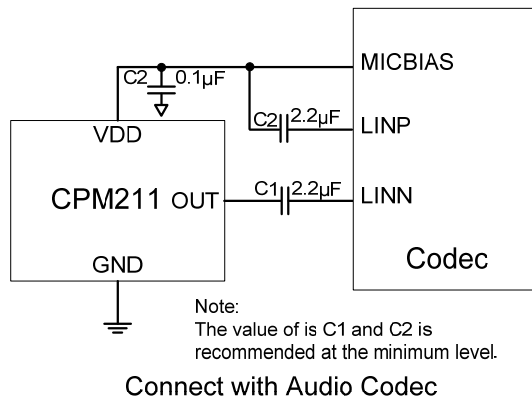 C2 0.1µF
MICBIAS
VDD
C2 2.2µF
LINP
CPM211
OUT
C1 2.2µF
LINN
Codec
GND
Note:
The value of is C1 and C2 is
recommended at the minimum level.
Connect with Audio Codec